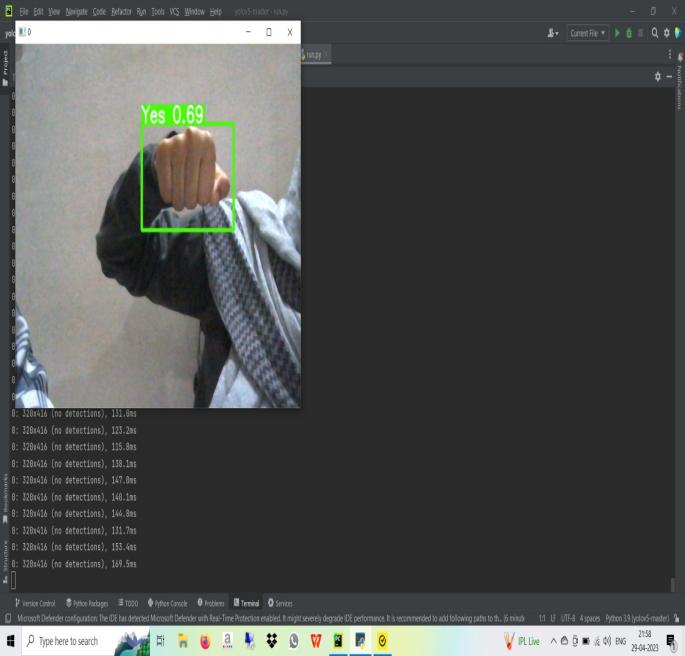 File Edit View Navigate Code Refactor Run Tools VCS Window Help yolov5-master - run.py
0
Current File
run.py
Project
Notifications
Yes 0.69
0: 320x416 (no detections), 131.0ms
0: 320x416 (no detections), 123.2ms
0: 320x416 (no detections), 115.8ms
0: 320x416 (no detections), 138.1ms
0: 320x416 (no detections), 147.0ms
0: 320x416 (no detections), 140.1ms
0: 320x416 (no detections), 144.8ms
0: 320x416 (no detections), 131.7ms
0: 320x416 (no detections), 153.4ms
0: 320x416 (no detections), 169.5ms
Bookmarks
Structure
Version Control Python Packages TODO Python Console Problems Terminal Services
Microsoft Defender configuration: The IDE has detected Microsoft Defender with Real-Time Protection enabled. It might severely degrade IDE performance. It is recommended to add following paths to th... (6 minute 1:1 LF UTF-8 4 spaces Python 3.9 (yolov5-master)
Type here to search
IPL Live
ENG
21:58
29-04-2023